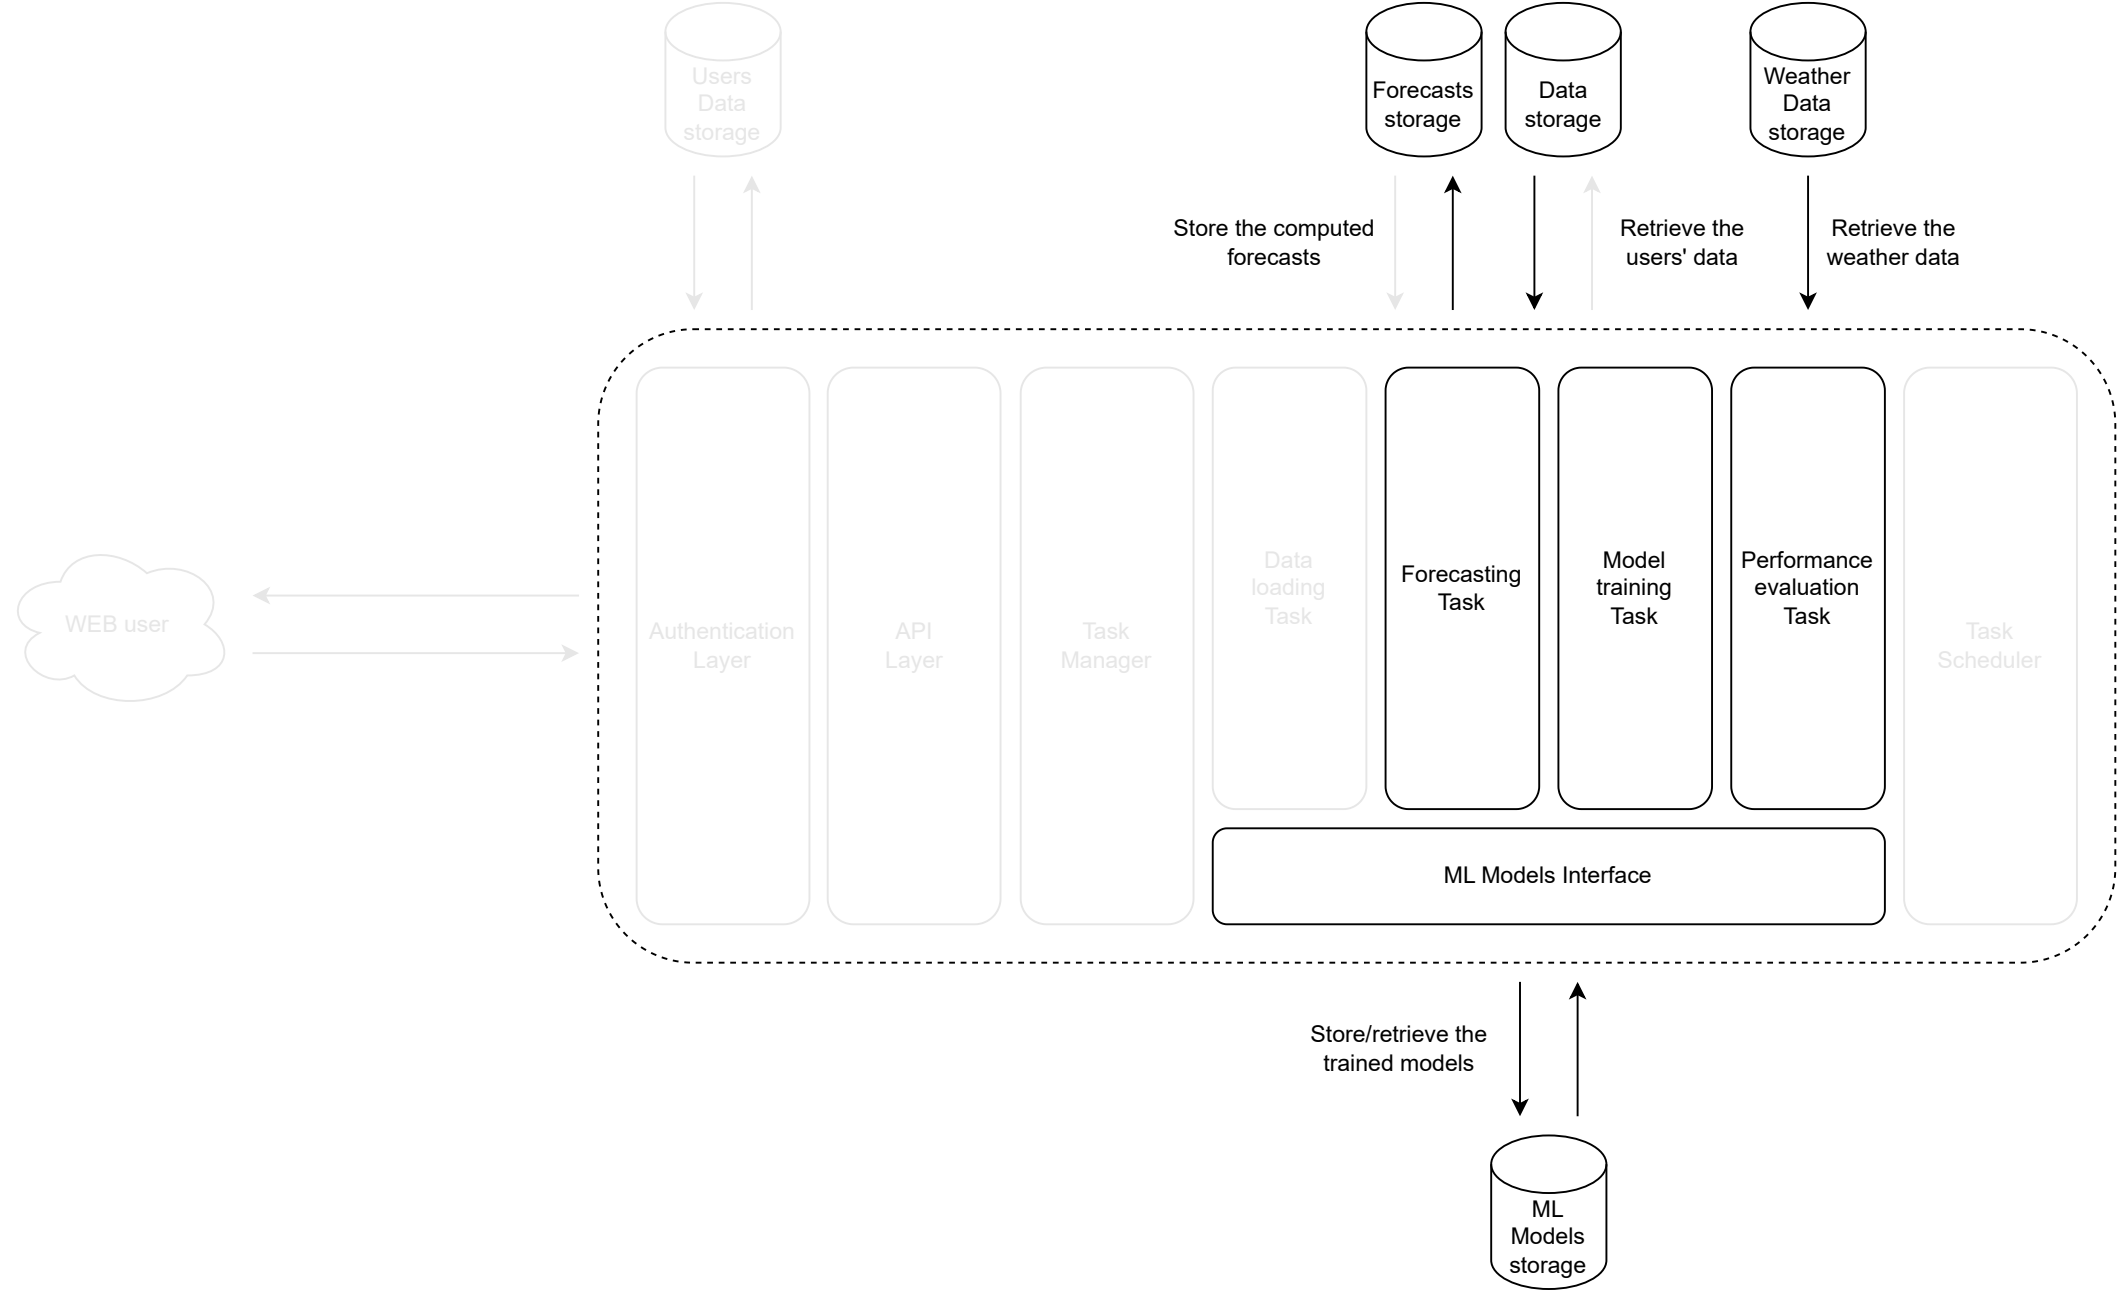 Users
Data
storage
Forecasts
storage
Data
storage
Weather
Data
storage
Store the computed
forecasts
Retrieve the
users' data
Retrieve the
weather data
WEB user
Authentication
Layer
API
Layer
Task
Manager
Data
loading
Task
Forecasting
Task
Model
training
Task
Performance
evaluation
Task
Task
Scheduler
ML Models Interface
Store/retrieve the
trained models
ML
Models
storage